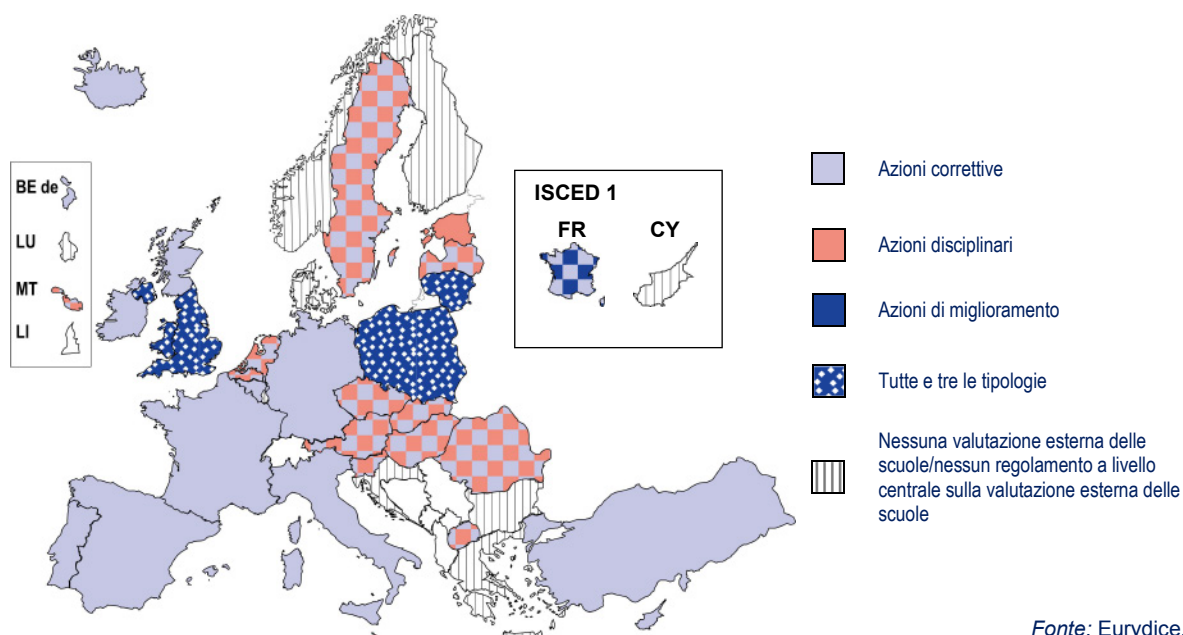 BE de
LU
MT
LI
ISCED 1
FR CY
Azioni correttive
Azioni disciplinari
Azioni di miglioramento
Tutte e tre le tipologie
Nessuna valutazione esterna delle
scuole/nessun regolamento a livello
centrale sulla valutazione esterna delle
scuole
Fonte: Eurydice.